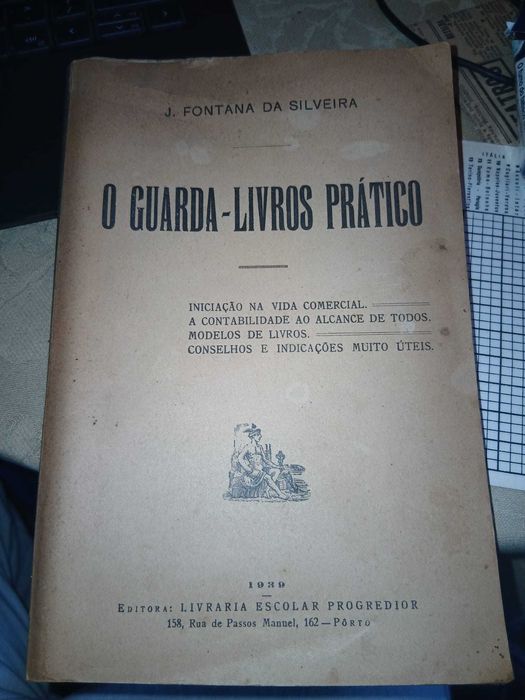 J. FONTANA DA SILVEIRA
O GUARDA-LIVROS PRÁTICO
INICIAÇÃO NA VIDA COMERCIAL.
A CONTABILIDADE AO ALCANCE DE TODOS.
MODELOS DE LIVROS.
CONSELHOS E INDICAÇÕES MUITO ÚTEIS.
1939
EDITORA: LIVRARIA ESCOLAR PROGREDIOR
158, Rua de Passos Manuel, 162 — PÔRTO
ITÁLIA